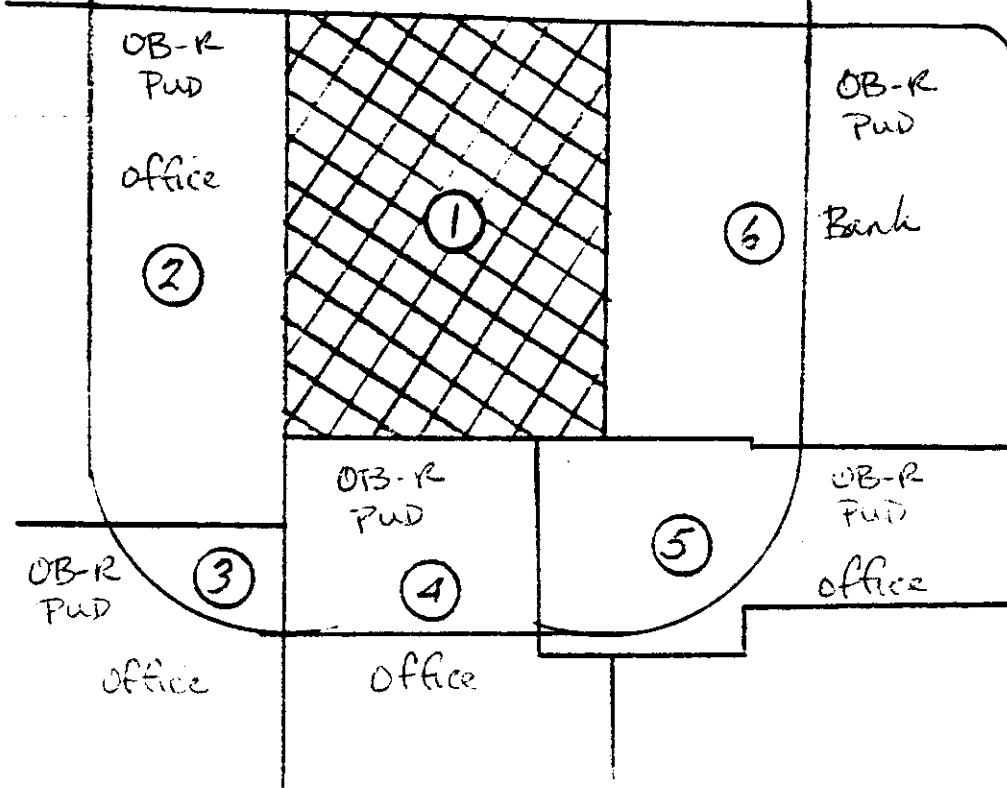 OB-R
PUD
Office
2
1
6
OB-R
PUD
Bank
OB-R
PUD
3
Office
OB-R
PUD
4
Office
5
OB-R
PUD
Office